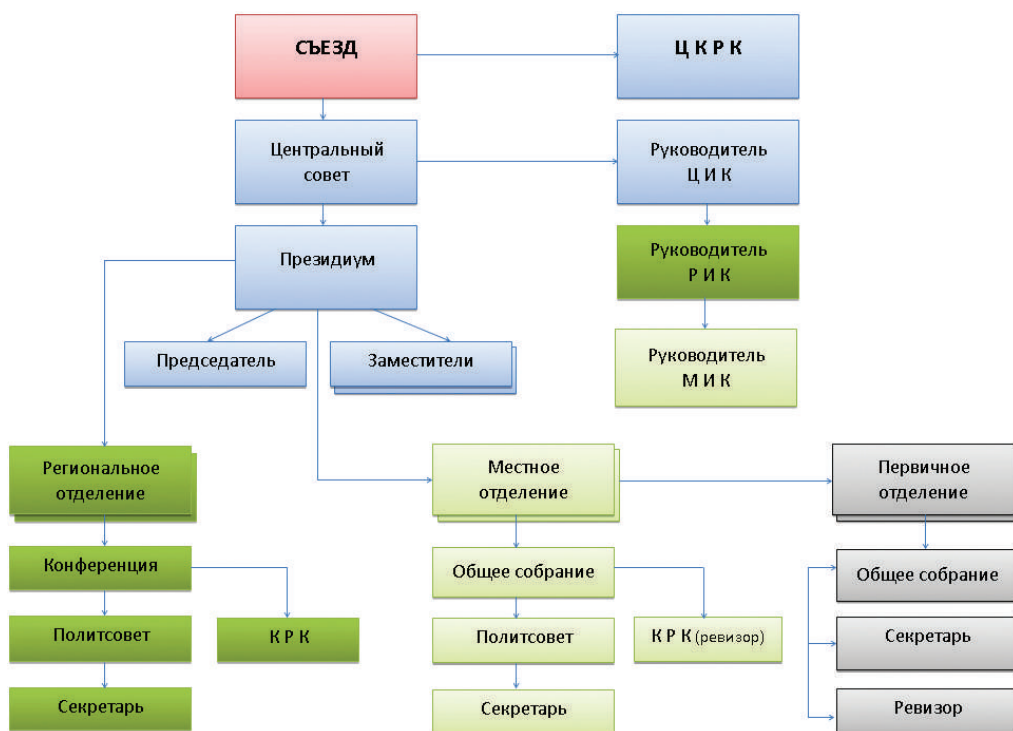 СЪЕЗД
Ц К Р К
Центральный
совет
Руководитель
Ц И К
Президиум
Руководитель
Р И К
Председатель
Заместители
Руководитель
М И К
Региональное
отделение
Местное
отделение
Первичное
отделение
Конференция
Общее собрание
Общее собрание
Политсовет
К Р К
Политсовет
К Р К (ревизор)
Секретарь
Секретарь
Секретарь
Ревизор